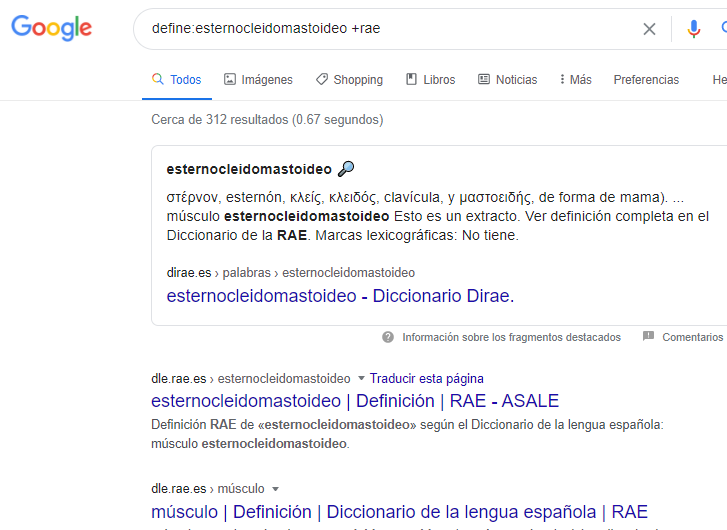 Google
define:esternocleidomastoideo +rae
Todos Imágenes Shopping Libros Noticias Más Preferencias He
Cerca de 312 resultados (0.67 segundos)
esternocleidomastoideo
στέρνον, esternón, κλείς, κλειδός, clavícula, y μαστοειδής, de forma de mama). ...
músculo esternocleidomastoideo Esto es un extracto. Ver definición completa en el
Diccionario de la RAE. Marcas lexicográficas: No tiene.
dirae.es › palabras › esternocleidomastoideo
esternocleidomastoideo - Diccionario Dirae.
Información sobre los fragmentos destacados Comentarios
dle.rae.es › esternocleidomastoideo Traducir esta página
esternocleidomastoideo | Definición | RAE - ASALE
Definición RAE de «esternocleidomastoideo» según el Diccionario de la lengua española:
músculo esternocleidomastoideo.
dle.rae.es › músculo
músculo | Definición | Diccionario de la lengua española | RAE